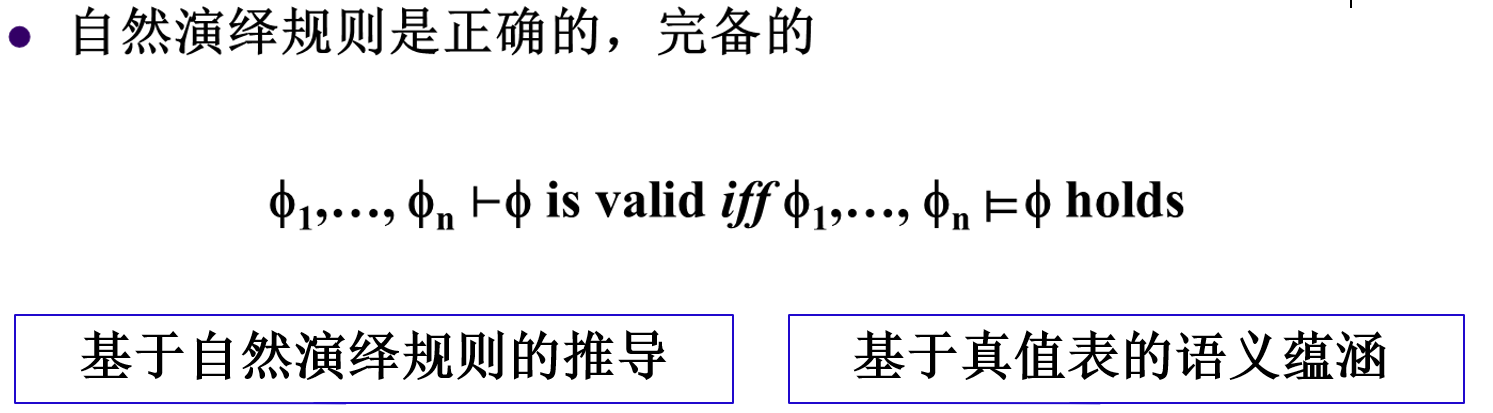 ● 自然演绎规则是正确的，完备的
ϕ₁,…, ϕₙ ⊢ϕ is valid iff ϕ₁,…, ϕₙ ⊨ϕ holds
基于自然演绎规则的推导
基于真值表的语义蕴涵